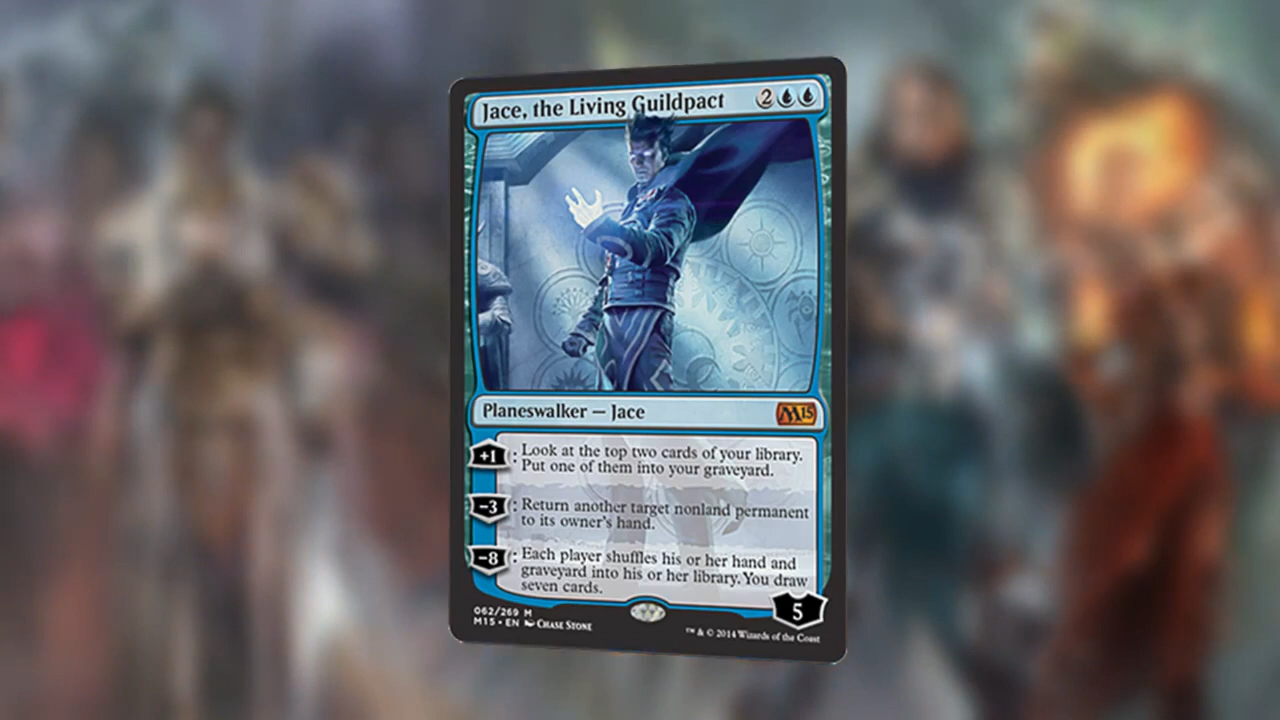 Jace, the Living Guildpact 2
Planeswalker — Jace M15
+1 : Look at the top two cards of your library.
Put one of them into your graveyard.
−3 : Return another target nonland permanent
to its owner's hand.
−8 : Each player shuffles his or her hand and
graveyard into his or her library. You draw
seven cards.
5
062/269 M
M15 • EN CHASE STONE
™ & © 2014 Wizards of the Coast